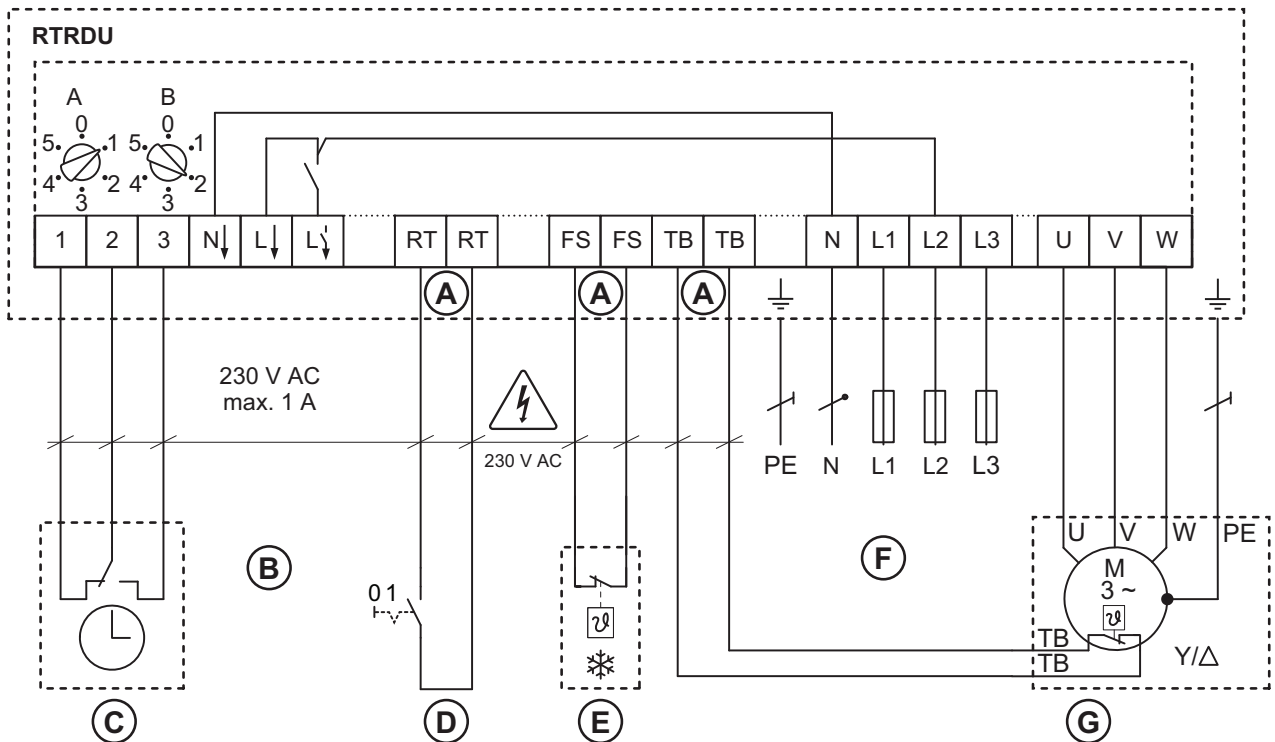 RTRDU
A B
0 0
5 1 5 1
4 2 4 2
3 3
1 2 3 N L L RT RT FS FS TB TB N L1 L2 L3 U V W
A A A
230 V AC
max. 1 A
230 V AC
PE N L1 L2 L3
U V W PE
B F
M
3 ~
0 1
ϑ ϑ
TB
TB Y/△
C D E G